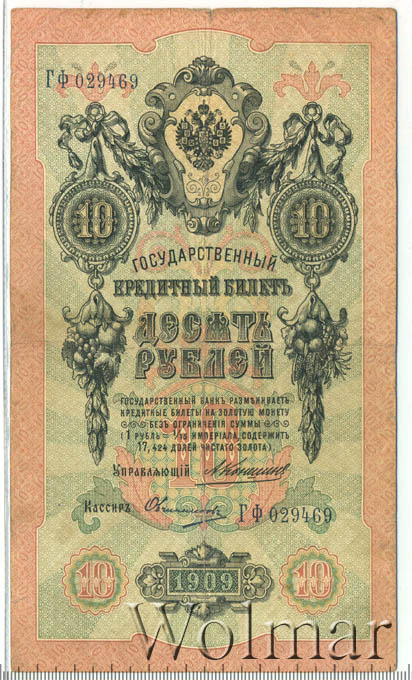 ГФ 029469
10 10
ГОСУДАРСТВЕННЫЙ
КРЕДИТНЫЙ БИЛЕТЪ
ДЕСЯТЬ
РУБЛЕЙ
ГОСУДАРСТВЕННЫЙ БАНКЪ РАЗМѢНИВАЕТЪ
КРЕДИТНЫЕ БИЛЕТЫ НА ЗОЛОТУЮ МОНЕТУ
БЕЗЪ ОГРАНИЧЕНІЯ СУММЫ
(1 РУБЛЬ = 1/15 ИМПЕРІАЛА, СОДЕРЖИТЪ
17,424 ДОЛЕЙ ЧИСТАГО ЗОЛОТА)
УПРАВЛЯЮЩІЙ
Кассиръ
ГФ 029469
10 1909 10
Wolmar